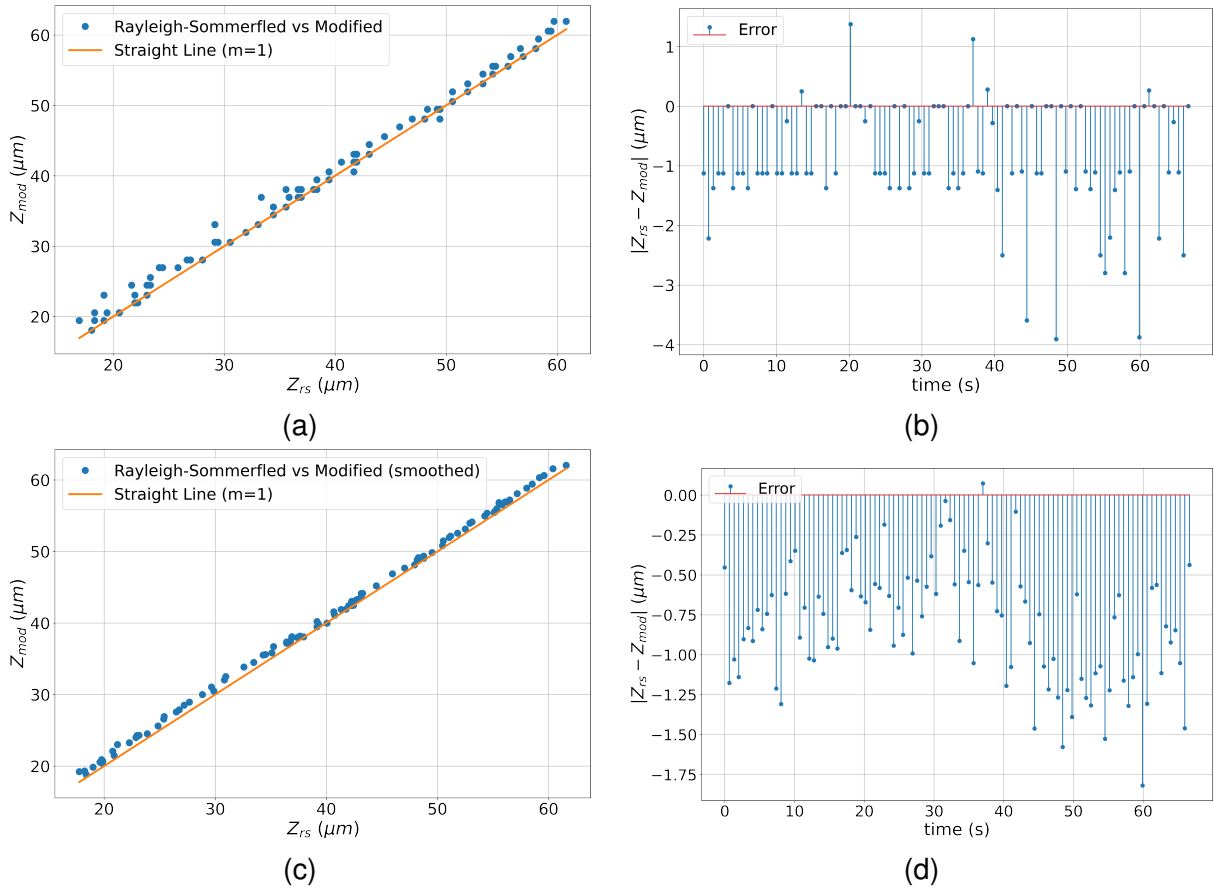 Rayleigh-Sommerfled vs Modified
Straight Line (m=1)
Z_mod (μm)
60
50
40
30
20
20 30 40 50 60
Z_rs (μm)
(a)
Error
|Z_rs − Z_mod| (μm)
1
0
−1
−2
−3
−4
0 10 20 30 40 50 60
time (s)
(b)
Rayleigh-Sommerfled vs Modified (smoothed)
Straight Line (m=1)
Z_mod (μm)
60
50
40
30
20
20 30 40 50 60
Z_rs (μm)
(c)
Error
|Z_rs − Z_mod| (μm)
0.00
−0.25
−0.50
−0.75
−1.00
−1.25
−1.50
−1.75
0 10 20 30 40 50 60
time (s)
(d)